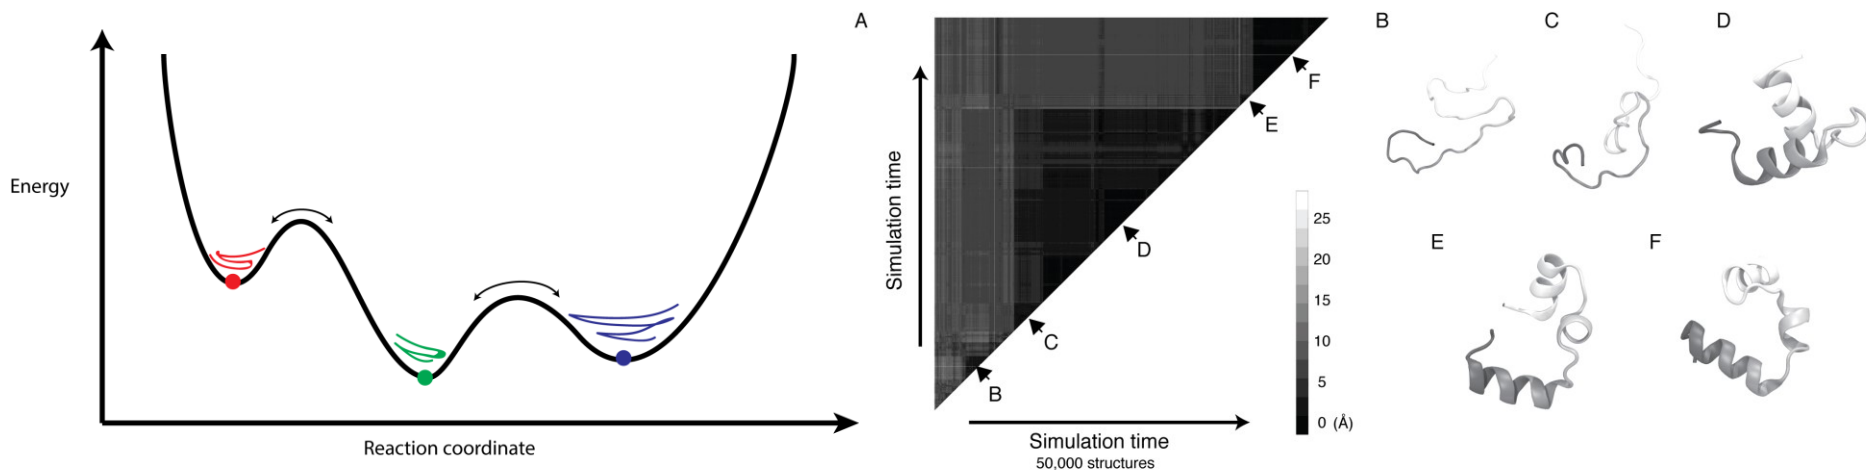 Energy
Reaction coordinate
A
Simulation time
B
C
D
E
F
Simulation time
50,000 structures
25
20
15
10
5
0 (Å)
B
C
D
E
F